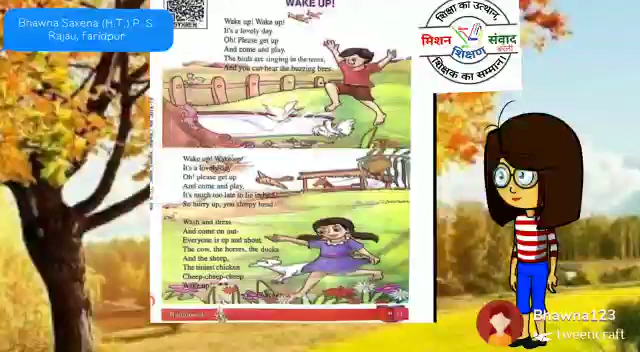 Bhawna Saxena (H.T.) P. S.
Rajau, faridpur
WAKE UP!
Wake up! Wake up!
It's a lovely day.
Oh! Please get up
And come and play.
The birds are singing in the trees,
And you can hear the buzzing bees.
Wake up! Wake up!
It's a lovely day
Oh! please get up
And come and play,
It's much too late to lie in bed
So hurry up, you sleepy head
Wash and dress
And come on out-
Everyone is up and about,
The cow, the horses, the ducks
And the sheep,
The tiniest chicken
Cheep-cheep-cheep
Wake up!
शिक्षा का उत्थान,
मिशन
शिक्षण
संवाद
शिक्षक का सम्मान
Bhawna123
tweencraft